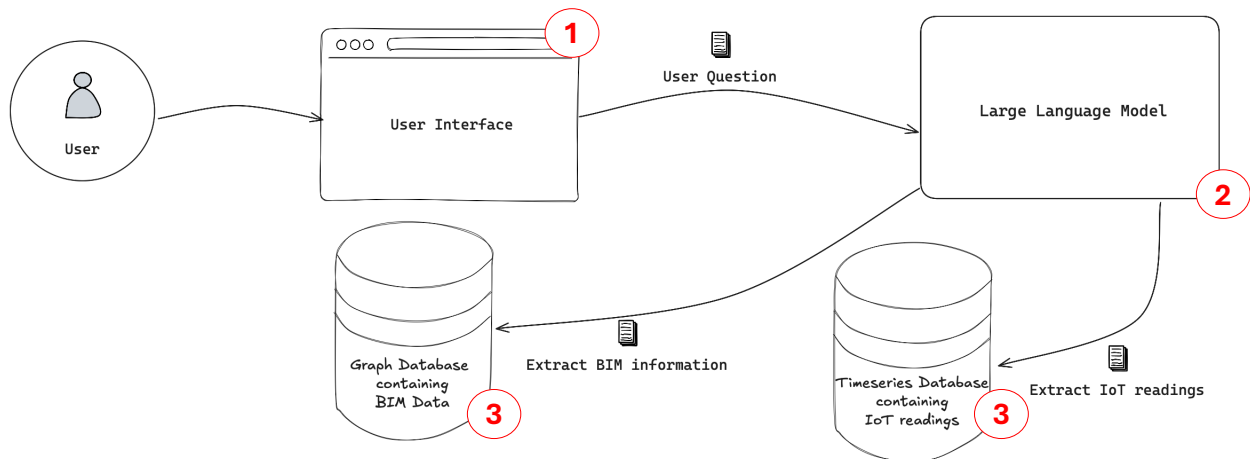 1
User Question
User Interface
Large Language Model
User
2
Graph Database
containing
BIM Data
3
Extract BIM information
Timeseries Database
containing
IoT readings
3
Extract IoT readings